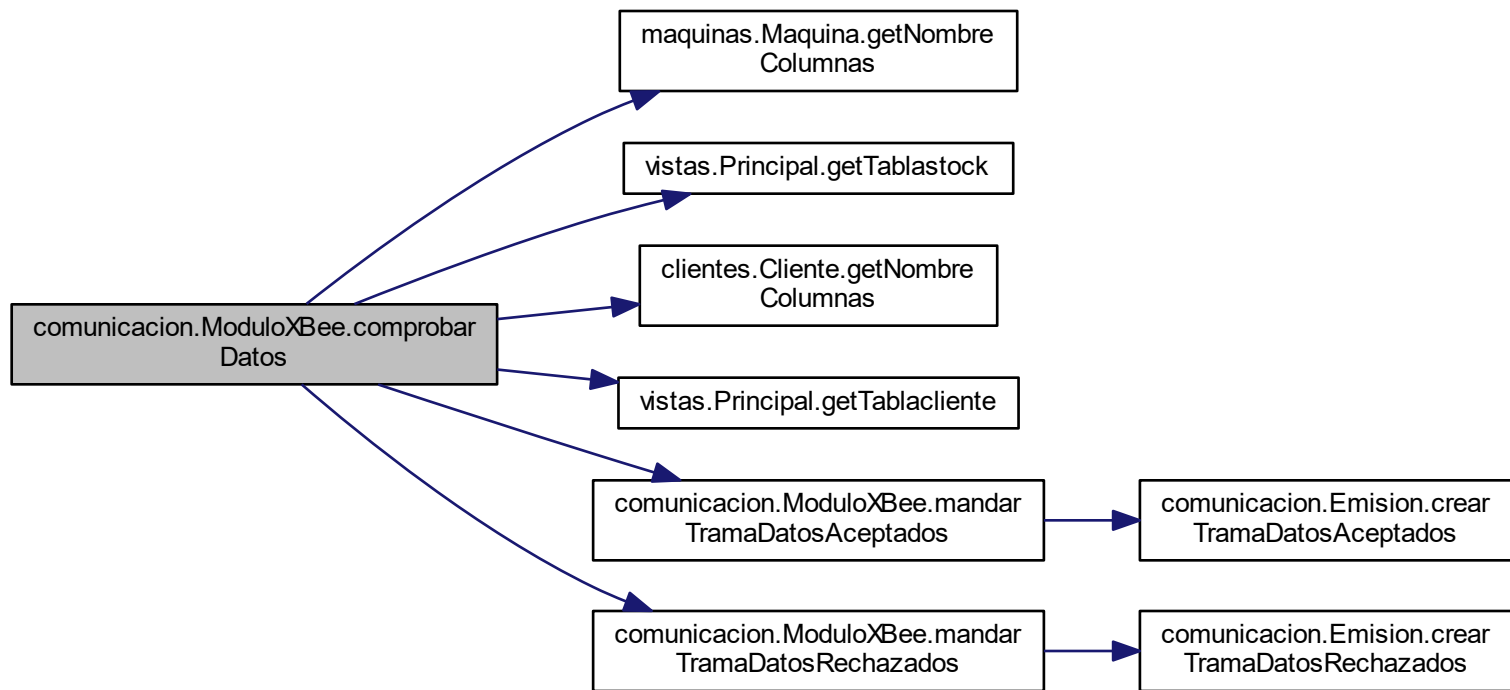 maquinas.Maquina.getNombre
Columnas
vistas.Principal.getTablastock
clientes.Cliente.getNombre
Columnas
comunicacion.ModuloXBee.comprobar
Datos
vistas.Principal.getTablacliente
comunicacion.ModuloXBee.mandar
TramaDatosAceptados
comunicacion.Emision.crear
TramaDatosAceptados
comunicacion.ModuloXBee.mandar
TramaDatosRechazados
comunicacion.Emision.crear
TramaDatosRechazados